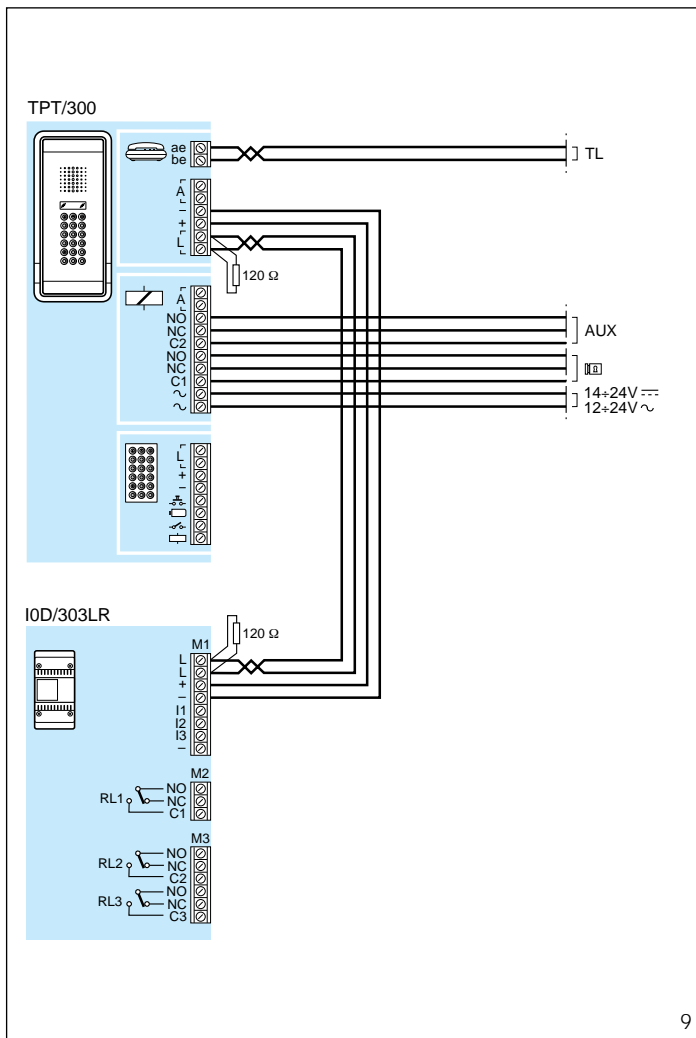 TPT/300
ae
be
TL
A
–
+
L
120 Ω
A
NO
NC
C2
AUX
NO
NC
C1
~
14÷24V
~
12÷24V ~
L
+
–
I0D/303LR
120 Ω
M1
L
L
+
–
I1
I2
I3
–
M2
RL1
NO
NC
C1
M3
RL2
NO
NC
C2
RL3
NO
NC
C3
9